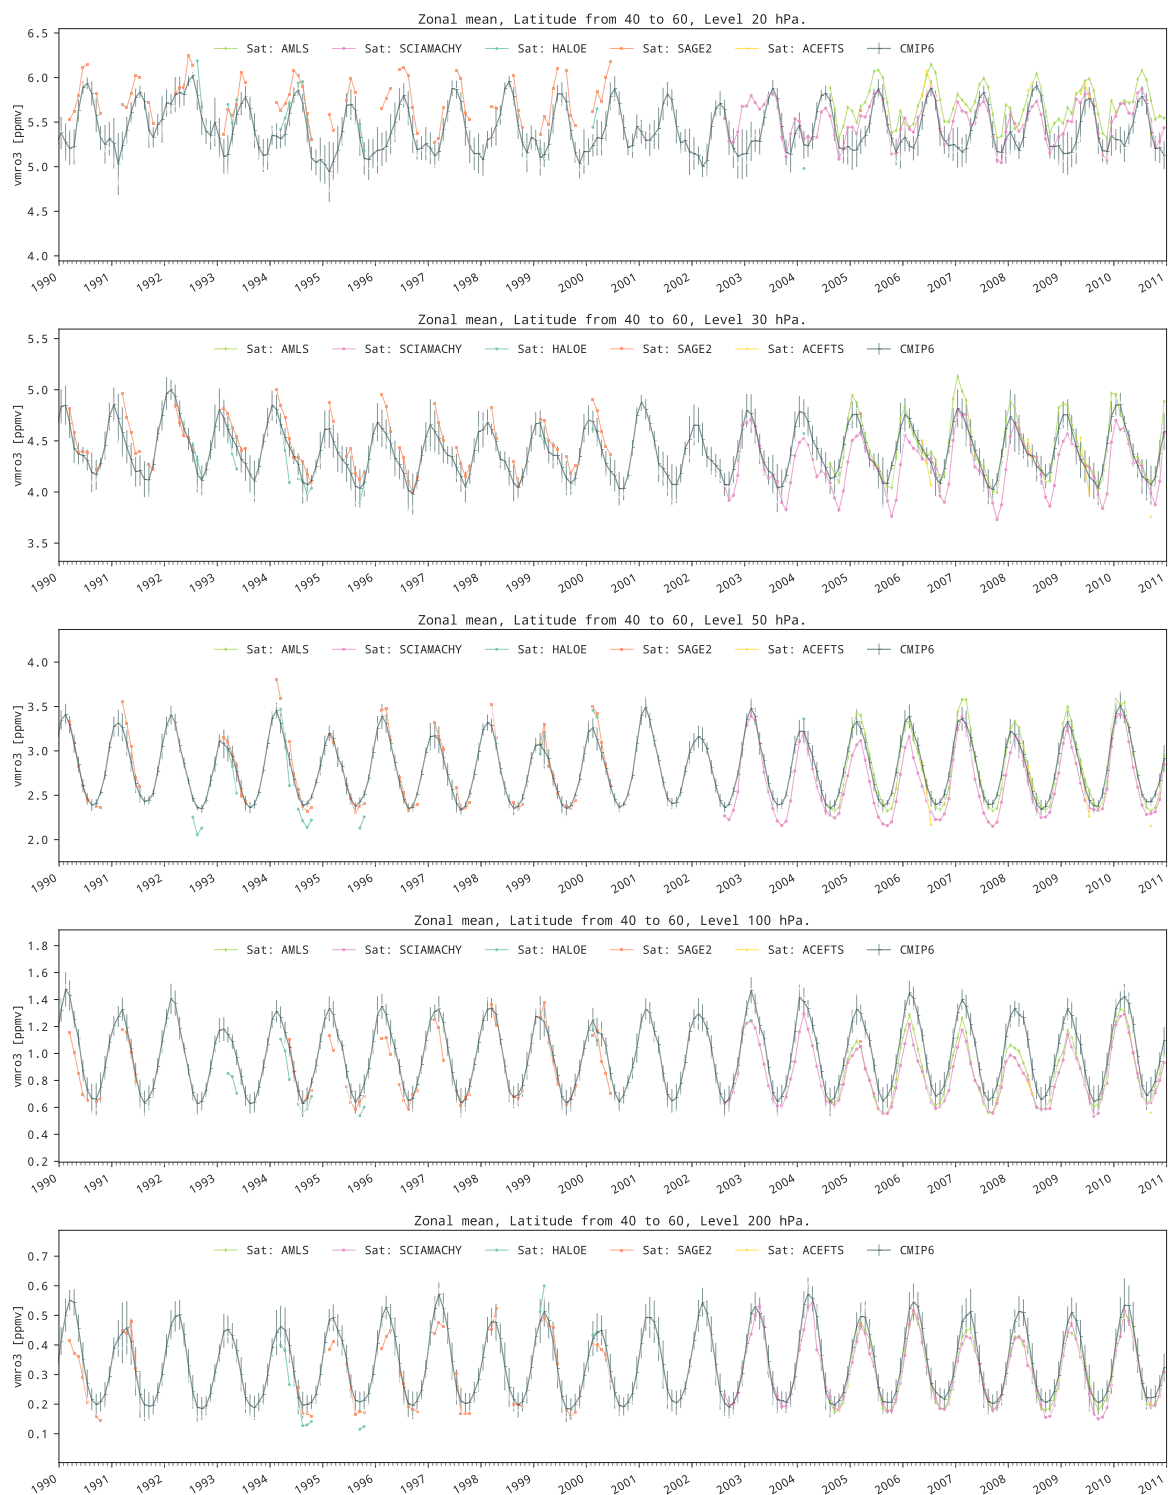 Zonal mean, Latitude from 40 to 60, Level 20 hPa.
Sat: AMLS Sat: SCIAMACHY Sat: HALOE Sat: SAGE2 Sat: ACEFTS CMIP6
vmro3 [ppmv]
6.5
6.0
5.5
5.0
4.5
4.0
1990 1991 1992 1993 1994 1995 1996 1997 1998 1999 2000 2001 2002 2003 2004 2005 2006 2007 2008 2009 2010 2011
Zonal mean, Latitude from 40 to 60, Level 30 hPa.
Sat: AMLS Sat: SCIAMACHY Sat: HALOE Sat: SAGE2 Sat: ACEFTS CMIP6
vmro3 [ppmv]
5.5
5.0
4.5
4.0
3.5
1990 1991 1992 1993 1994 1995 1996 1997 1998 1999 2000 2001 2002 2003 2004 2005 2006 2007 2008 2009 2010 2011
Zonal mean, Latitude from 40 to 60, Level 50 hPa.
Sat: AMLS Sat: SCIAMACHY Sat: HALOE Sat: SAGE2 Sat: ACEFTS CMIP6
vmro3 [ppmv]
4.0
3.5
3.0
2.5
2.0
1990 1991 1992 1993 1994 1995 1996 1997 1998 1999 2000 2001 2002 2003 2004 2005 2006 2007 2008 2009 2010 2011
Zonal mean, Latitude from 40 to 60, Level 100 hPa.
Sat: AMLS Sat: SCIAMACHY Sat: HALOE Sat: SAGE2 Sat: ACEFTS CMIP6
vmro3 [ppmv]
1.8
1.6
1.4
1.2
1.0
0.8
0.6
0.4
0.2
1990 1991 1992 1993 1994 1995 1996 1997 1998 1999 2000 2001 2002 2003 2004 2005 2006 2007 2008 2009 2010 2011
Zonal mean, Latitude from 40 to 60, Level 200 hPa.
Sat: AMLS Sat: SCIAMACHY Sat: HALOE Sat: SAGE2 Sat: ACEFTS CMIP6
vmro3 [ppmv]
0.7
0.6
0.5
0.4
0.3
0.2
0.1
1990 1991 1992 1993 1994 1995 1996 1997 1998 1999 2000 2001 2002 2003 2004 2005 2006 2007 2008 2009 2010 2011